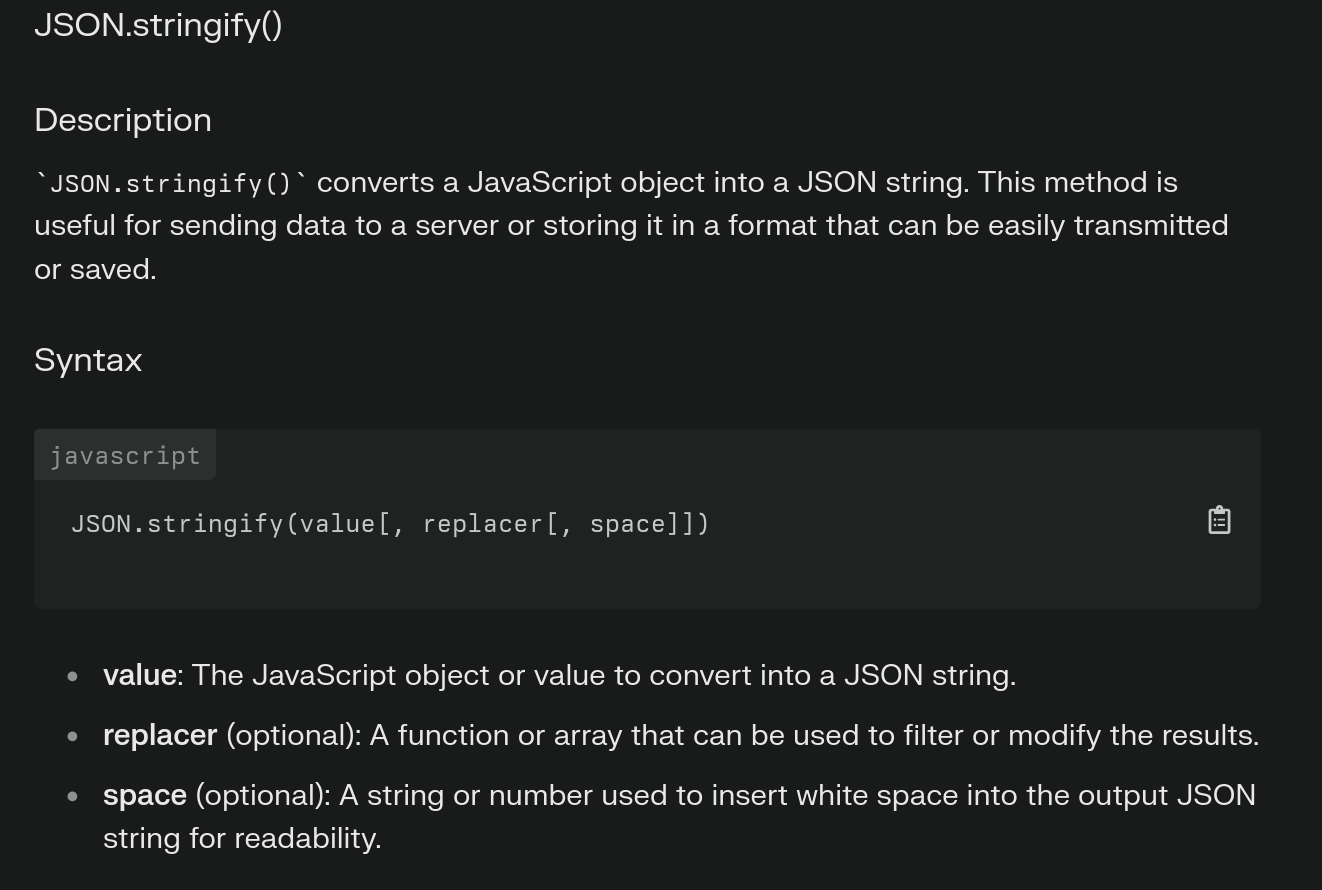 JSON.stringify()
Description
`JSON.stringify()` converts a JavaScript object into a JSON string. This method is
useful for sending data to a server or storing it in a format that can be easily transmitted
or saved.
Syntax
javascript
JSON.stringify(value[, replacer[, space]])
• value: The JavaScript object or value to convert into a JSON string.
• replacer (optional): A function or array that can be used to filter or modify the results.
• space (optional): A string or number used to insert white space into the output JSON
string for readability.